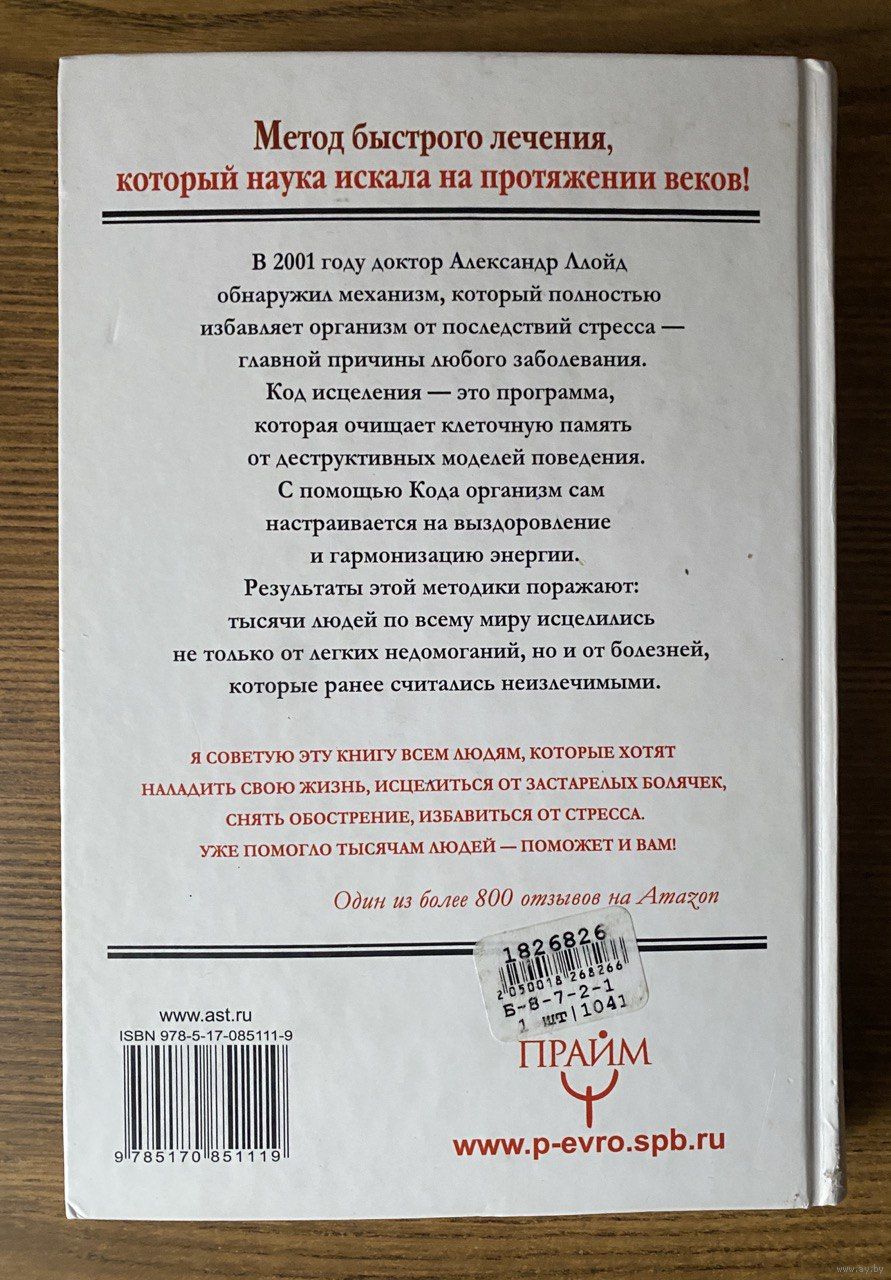 Метод быстрого лечения,
который наука искала на протяжении веков!
В 2001 году доктор Александр Ллойд
обнаружил механизм, который полностью
избавляет организм от последствий стресса —
главной причины любого заболевания.
Код исцеления — это программа,
которая очищает клеточную память
от деструктивных моделей поведения.
С помощью Кода организм сам
настраивается на выздоровление
и гармонизацию энергии.
Результаты этой методики поражают:
тысячи людей по всему миру исцелились
не только от легких недомоганий, но и от болезней,
которые ранее считались неизлечимыми.
Я СОВЕТУЮ ЭТУ КНИГУ ВСЕМ ЛЮДЯМ, КОТОРЫЕ ХОТЯТ
НАЛАДИТЬ СВОЮ ЖИЗНЬ, ИСЦЕЛИТЬСЯ ОТ ЗАСТАРЕЛЫХ БОЛЯЧЕК,
СНЯТЬ ОБОСТРЕНИЕ, ИЗБАВИТЬСЯ ОТ СТРЕССА.
УЖЕ ПОМОГЛО ТЫСЯЧАМ ЛЮДЕЙ — ПОМОЖЕТ И ВАМ!
Один из более 800 отзывов на Amazon
1826826
2050018268266
Б-8-7-2-1
1 шт|1041
www.ast.ru
ISBN 978-5-17-085111-9
9 785170 851119
ПРАЙМ
www.p-evro.spb.ru
www.ay.by